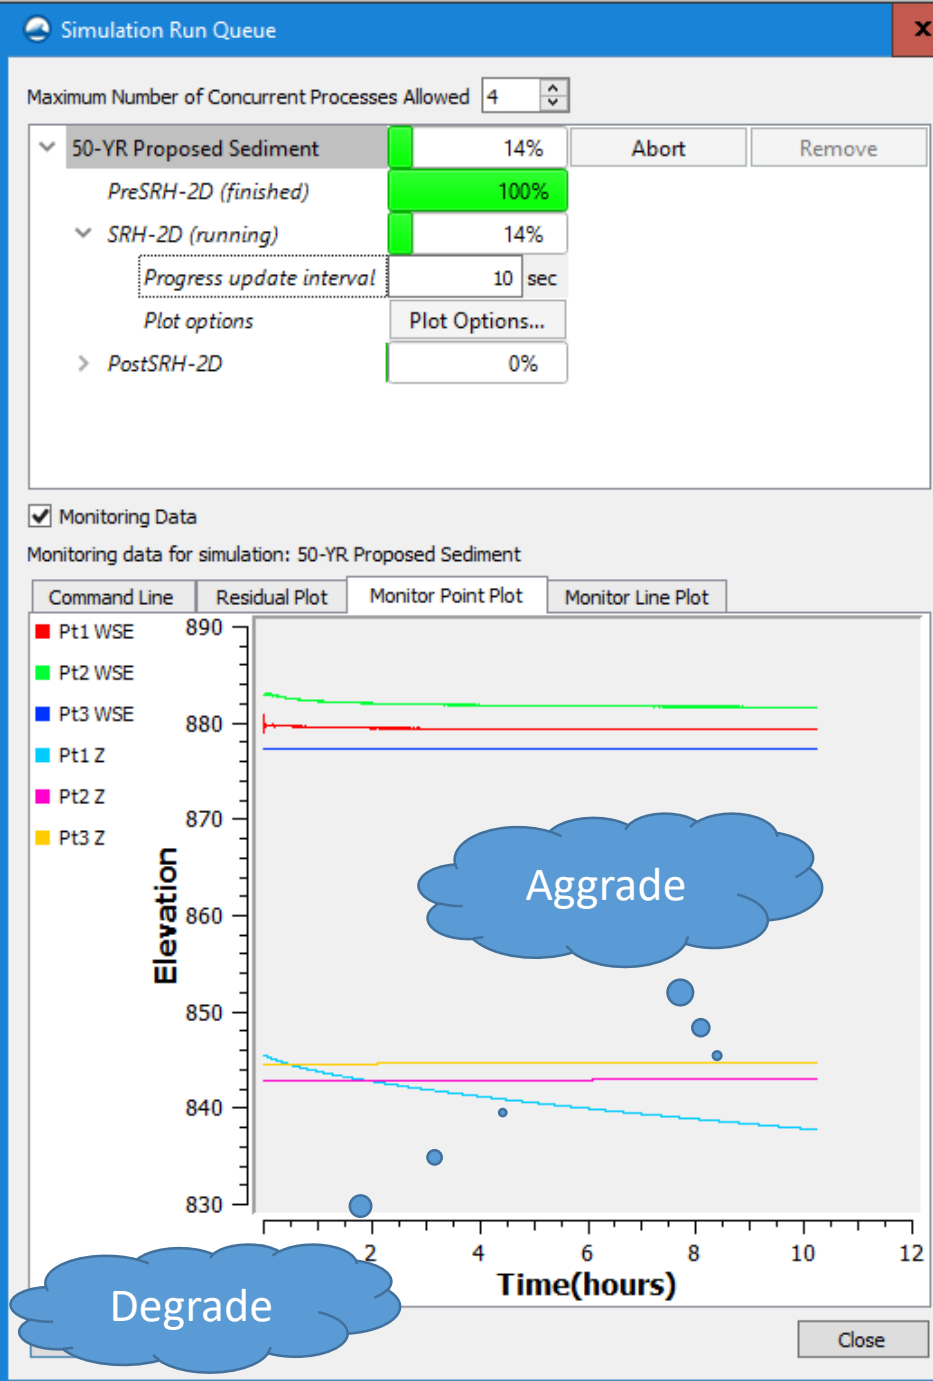 Simulation Run Queue
x
Maximum Number of Concurrent Processes Allowed 4
50-YR Proposed Sediment 14% Abort Remove
PreSRH-2D (finished) 100%
SRH-2D (running) 14%
Progress update interval 10 sec
Plot options Plot Options...
PostSRH-2D 0%
Monitoring Data
Monitoring data for simulation: 50-YR Proposed Sediment
Command Line Residual Plot Monitor Point Plot Monitor Line Plot
Pt1 WSE
Pt2 WSE
Pt3 WSE
Pt1 Z
Pt2 Z
Pt3 Z
Elevation
890
880
870
860
850
840
830
Aggrade
2 4 6 8 10 12
Time(hours)
Degrade
Close